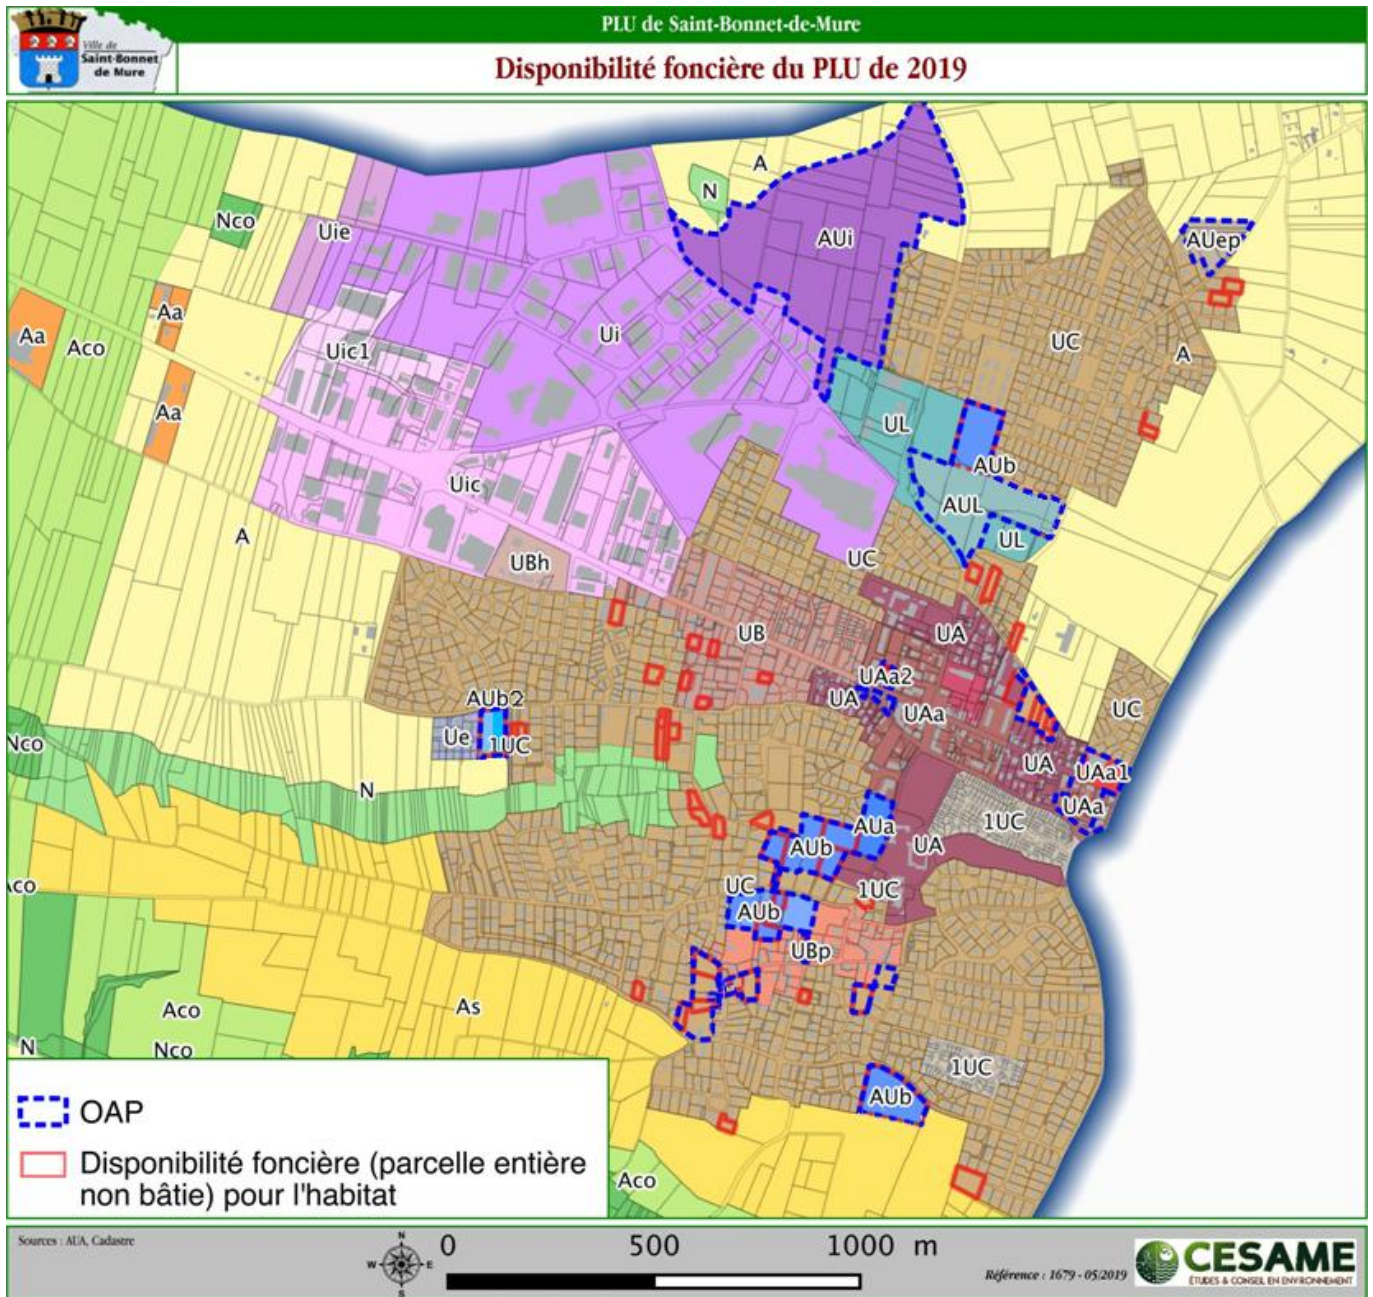 PLU de Saint-Bonnet-de-Mure
Ville de
Saint-Bonnet
de Mure
Disponibilité foncière du PLU de 2019
A
N
Nco
Uie
AUi
AUep
Aa
Aa
Aco
Uic1
Ui
UC
A
Aa
UL
AUb
Uic
AUL
A
UBh
UC
UL
UB
UA
UAa2
AUb2
UA
UAa
UC
Nco
Ue
1UC
UA
UAa1
N
UAa
AUa
1UC
AUb
UA
Aco
UC
1UC
AUb
UBp
Aco
As
N
Nco
1UC
AUb
OAP
Disponibilité foncière (parcelle entière
non bâtie) pour l'habitat
Aco
Sources : AUA, Cadastre
N
W
E
S
0 500 1000 m
Référence : 1679 - 05/2019
CESAME
ÉTUDES & CONSEIL EN ENVIRONNEMENT